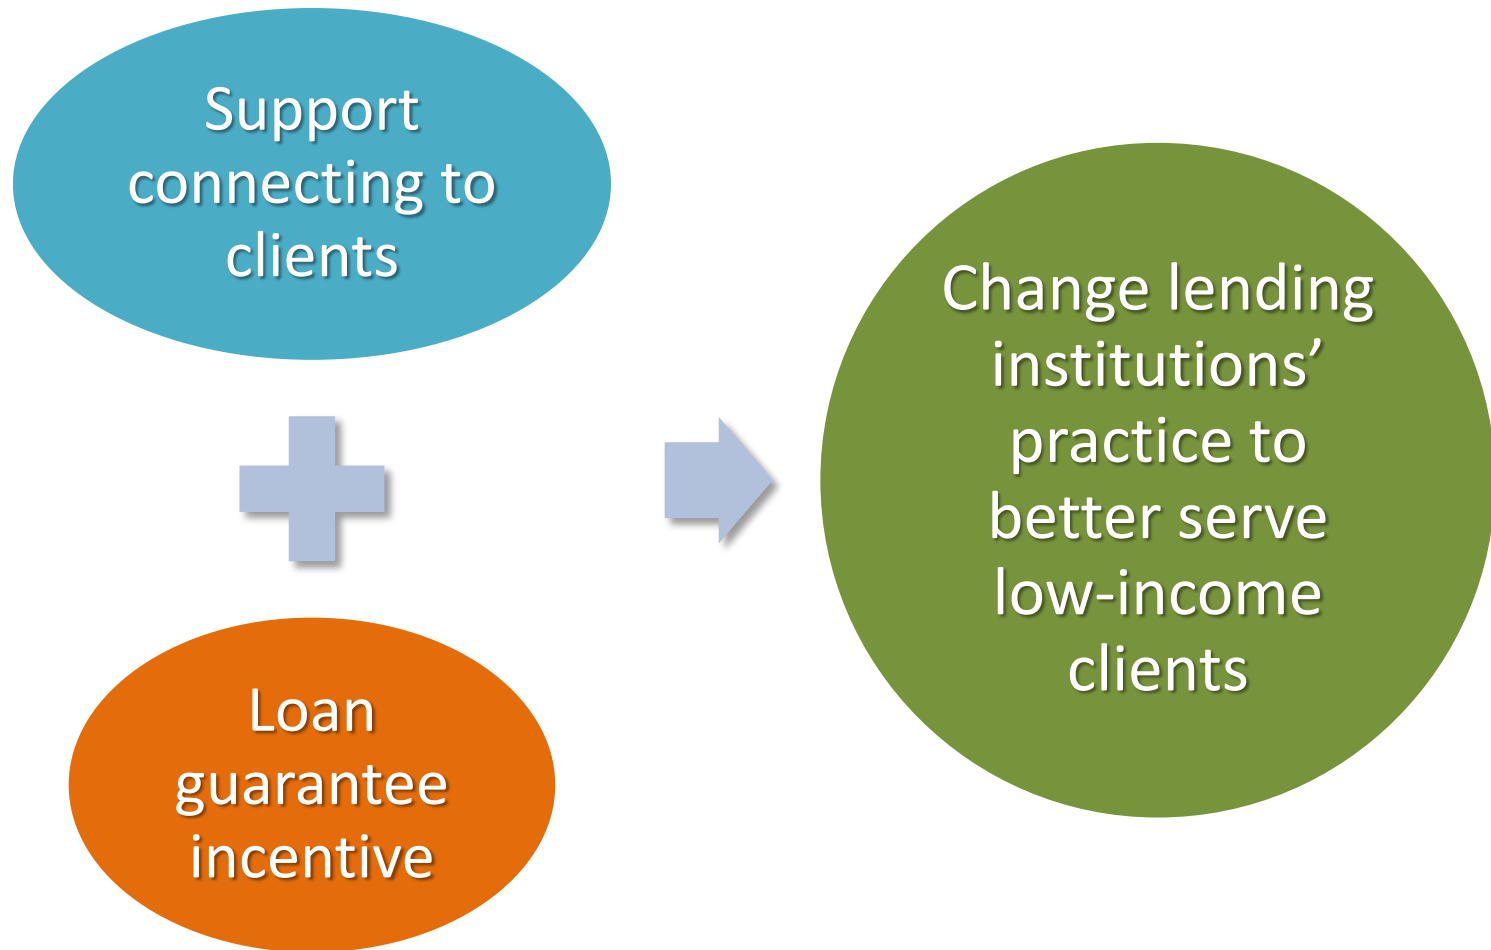 Support
connecting to
clients
Loan
guarantee
incentive
Change lending
institutions’
practice to
better serve
low-income
clients